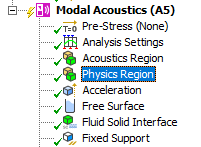 Modal Acoustics (A5)
T=0 Pre-Stress (None)
Analysis Settings
Acoustics Region
Physics Region
Acceleration
Free Surface
Fluid Solid Interface
Fixed Support